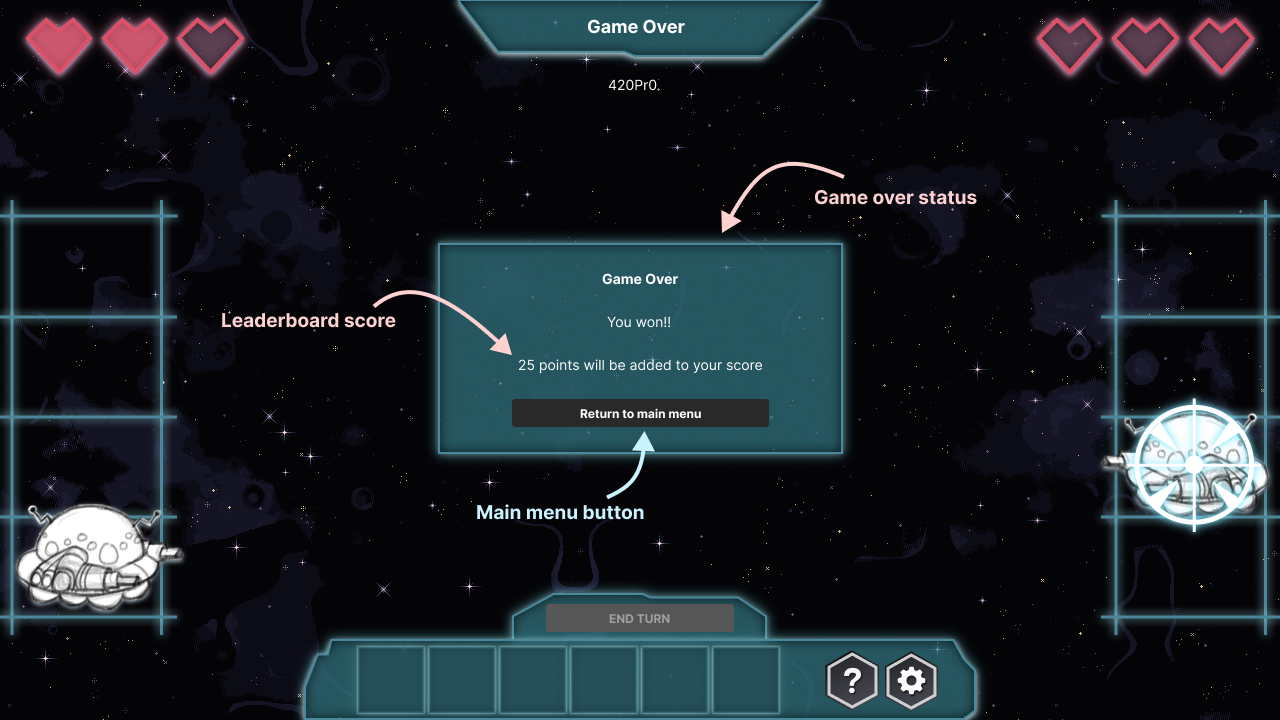 Game Over
420Pr0.
Game over status
Game Over
Leaderboard score
You won!!
25 points will be added to your score
Return to main menu
Main menu button
END TURN
?